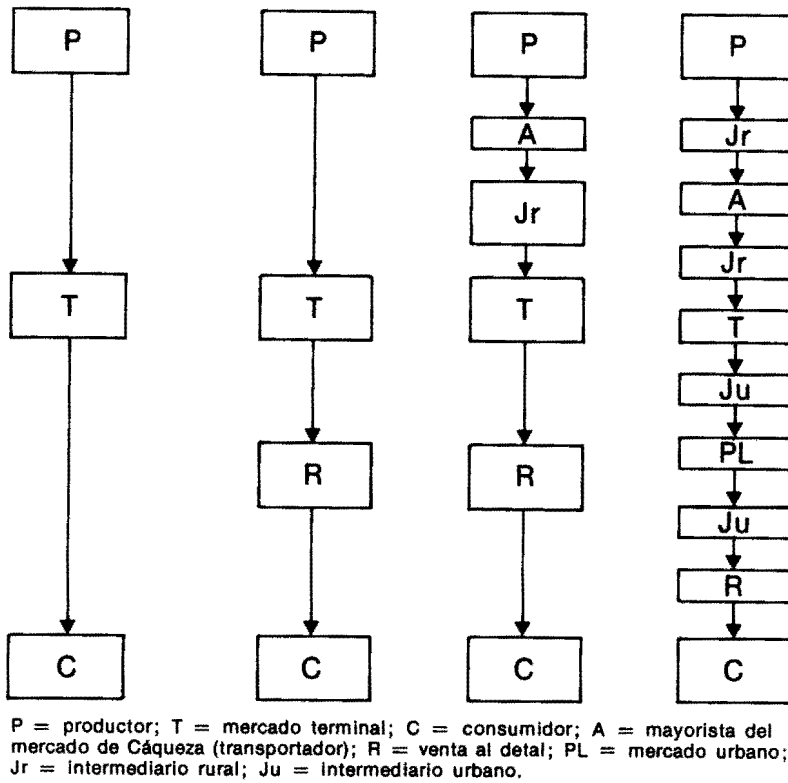 P P P P
A Jr
Jr A
Jr
T T T T
Ju
R R PL
Ju
R
C C C C
P = productor; T = mercado terminal; C = consumidor; A = mayorista del
mercado de Cáqueza (transportador); R = venta al detal; PL = mercado urbano;
Jr = intermediario rural; Ju = intermediario urbano.